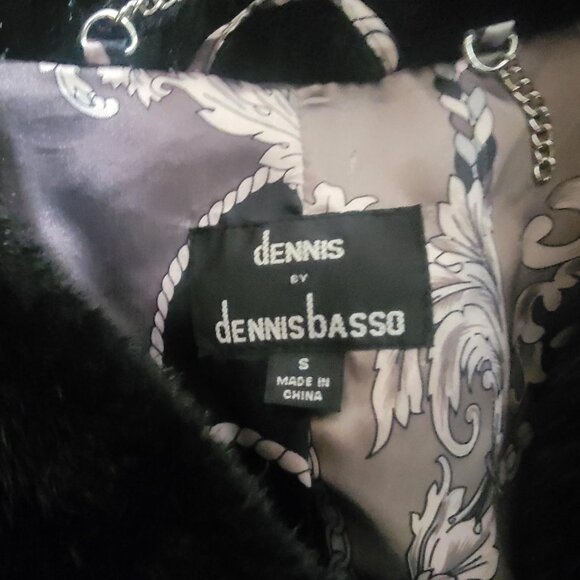 dENNIS
BY
dENNISbASSO
S
MADE IN
CHINA